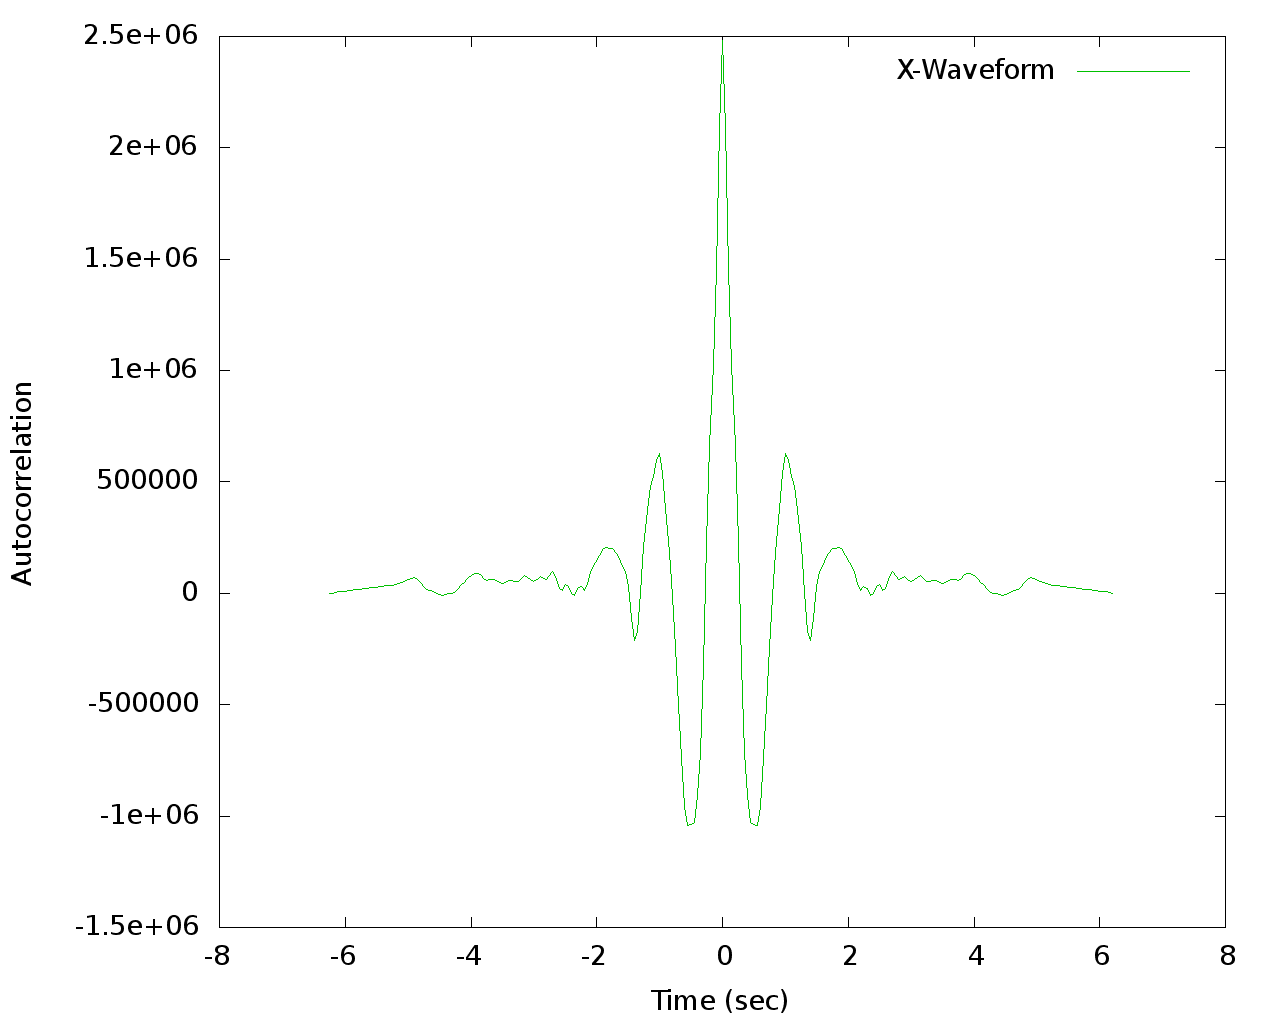 2.5e+06
X-Waveform
2e+06
1.5e+06
1e+06
500000
0
-500000
-1e+06
-1.5e+06
Autocorrelation
-8 -6 -4 -2 0 2 4 6 8
Time (sec)